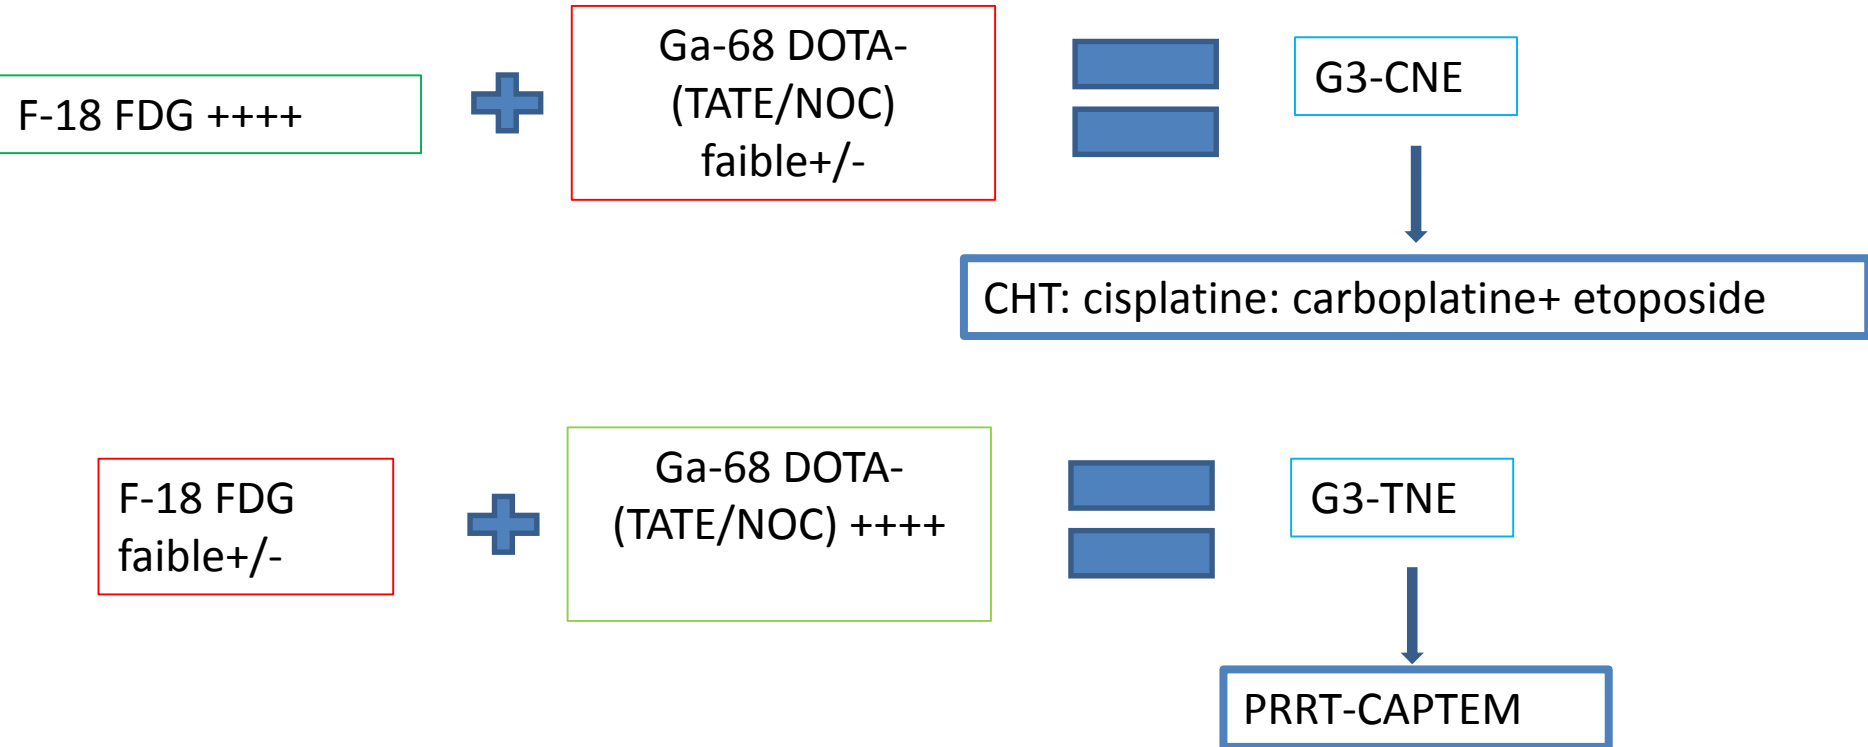 F-18 FDG ++++
Ga-68 DOTA-
(TATE/NOC)
faible+/-
G3-CNE
CHT: cisplatine: carboplatine+ etoposide
F-18 FDG
faible+/-
Ga-68 DOTA-
(TATE/NOC) ++++
G3-TNE
PRRT-CAPTEM